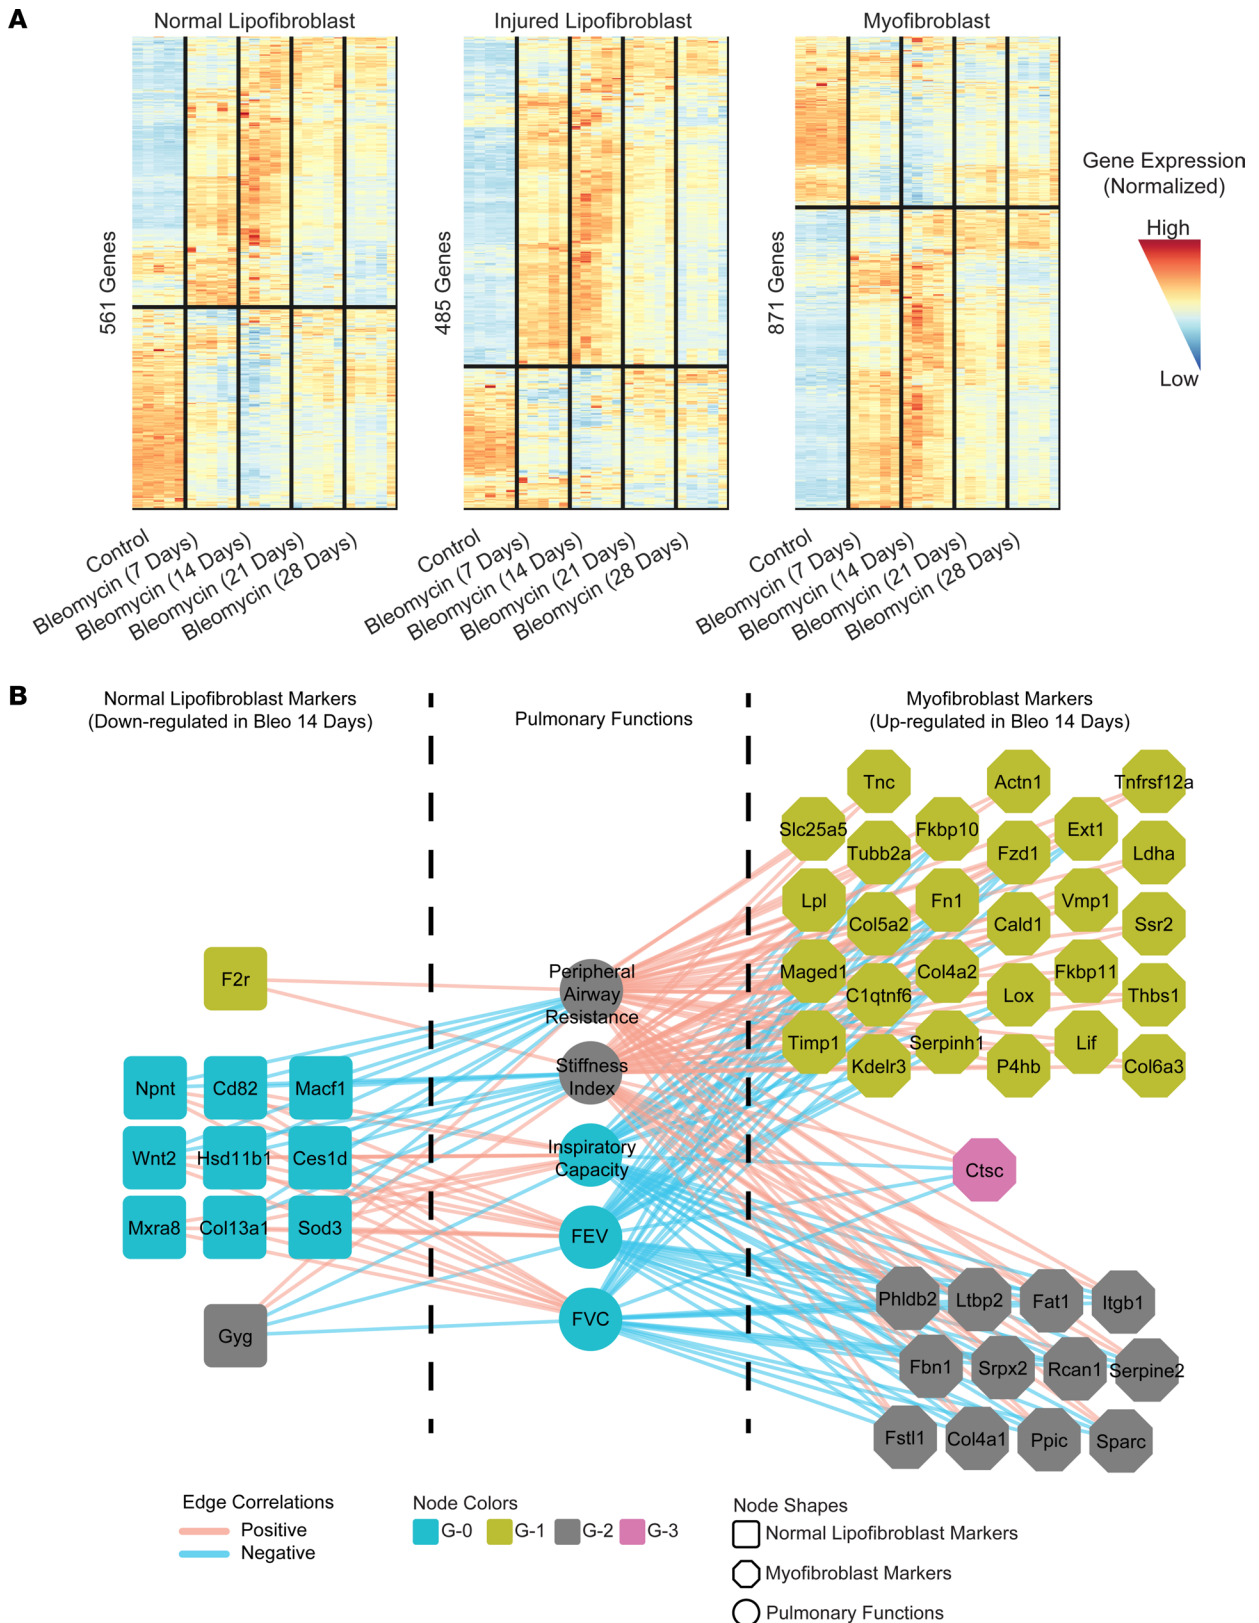 A
Normal Lipofibroblast
Injured Lipofibroblast
Myofibroblast
561 Genes
485 Genes
871 Genes
Gene Expression
(Normalized)
High
Low
Control
Bleomycin (7 Days)
Bleomycin (14 Days)
Bleomycin (21 Days)
Bleomycin (28 Days)
Control
Bleomycin (7 Days)
Bleomycin (14 Days)
Bleomycin (21 Days)
Bleomycin (28 Days)
Control
Bleomycin (7 Days)
Bleomycin (14 Days)
Bleomycin (21 Days)
Bleomycin (28 Days)
B
Normal Lipofibroblast Markers
(Down-regulated in Bleo 14 Days)
Pulmonary Functions
Myofibroblast Markers
(Up-regulated in Bleo 14 Days)
F2r
Npnt
Cd82
Macf1
Wnt2
Hsd11b1
Ces1d
Mxra8
Col13a1
Sod3
Gyg
Peripheral
Airway
Resistance
Stiffness
Index
Inspiratory
Capacity
FEV
FVC
Tnc
Actn1
Tnfrsf12a
Slc25a5
Fkbp10
Ext1
Tubb2a
Fzd1
Ldha
Lpl
Fn1
Vmp1
Col5a2
Cald1
Ssr2
Maged1
Col4a2
Fkbp11
C1qtnf6
Lox
Thbs1
Timp1
Serpinh1
Lif
Kdelr3
P4hb
Col6a3
Ctsc
Phldb2
Ltbp2
Fat1
Itgb1
Fbn1
Srpx2
Rcan1
Serpine2
Fstl1
Col4a1
Ppic
Sparc
Edge Correlations
Positive
Negative
Node Colors
G-0
G-1
G-2
G-3
Node Shapes
Normal Lipofibroblast Markers
Myofibroblast Markers
Pulmonary Functions